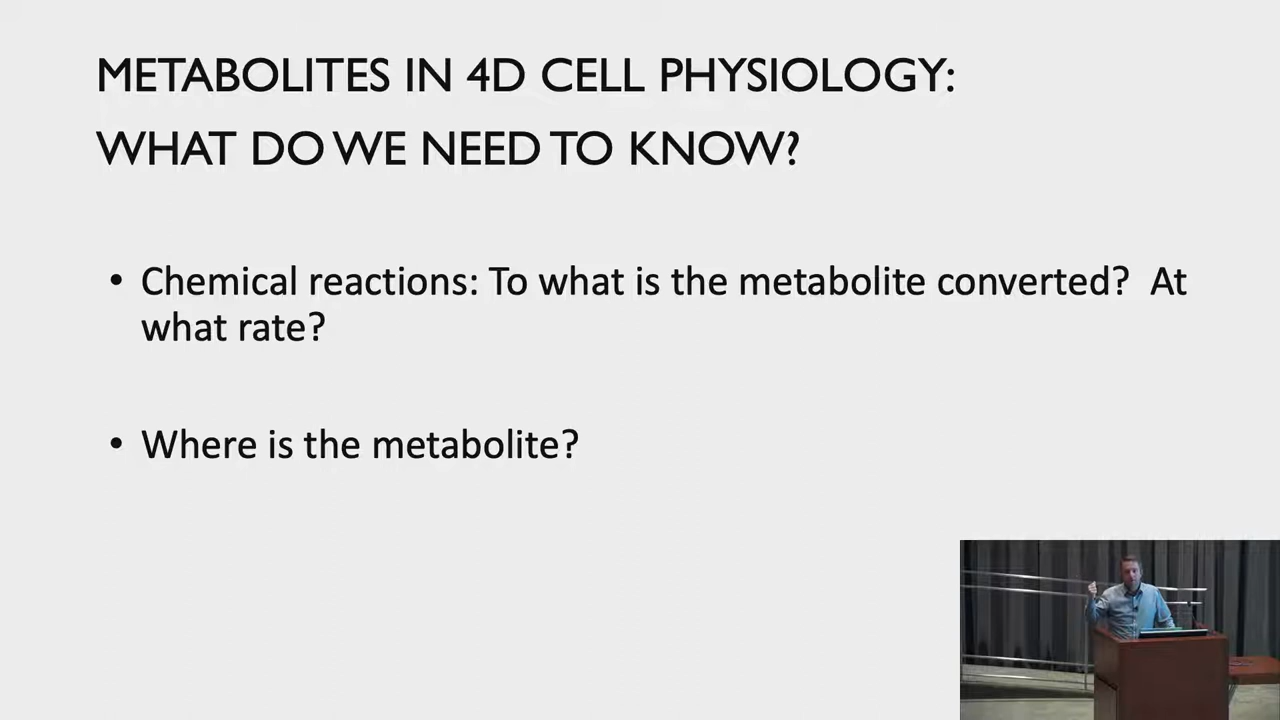 METABOLITES IN 4D CELL PHYSIOLOGY:
WHAT DO WE NEED TO KNOW?
• Chemical reactions: To what is the metabolite converted? At
what rate?
• Where is the metabolite?